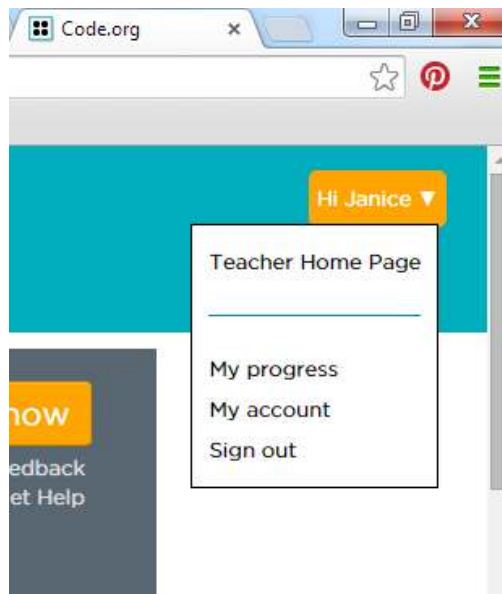 Code.org
Hi Janice ▼
Teacher Home Page
My progress
My account
Sign out
now
edback
et Help